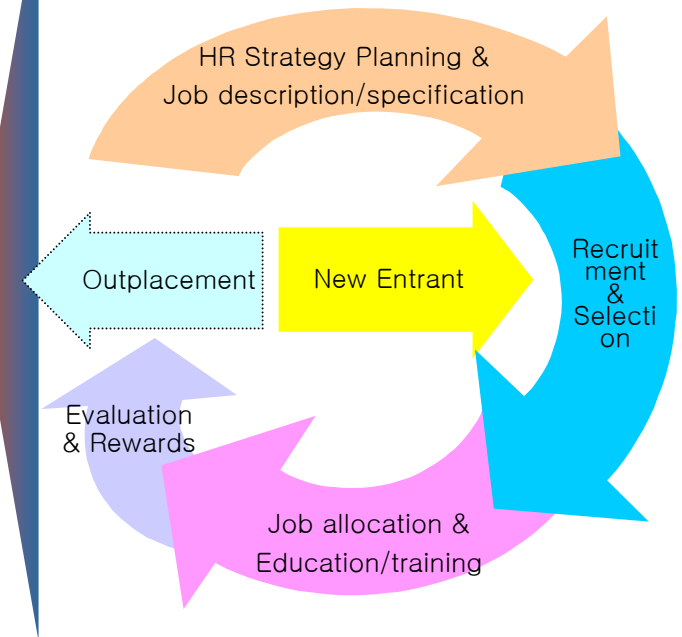 HR Strategy Planning &
Job description/specification
Outplacement
New Entrant
Recruit
ment
&
Selecti
on
Evaluation
& Rewards
Job allocation &
Education/training